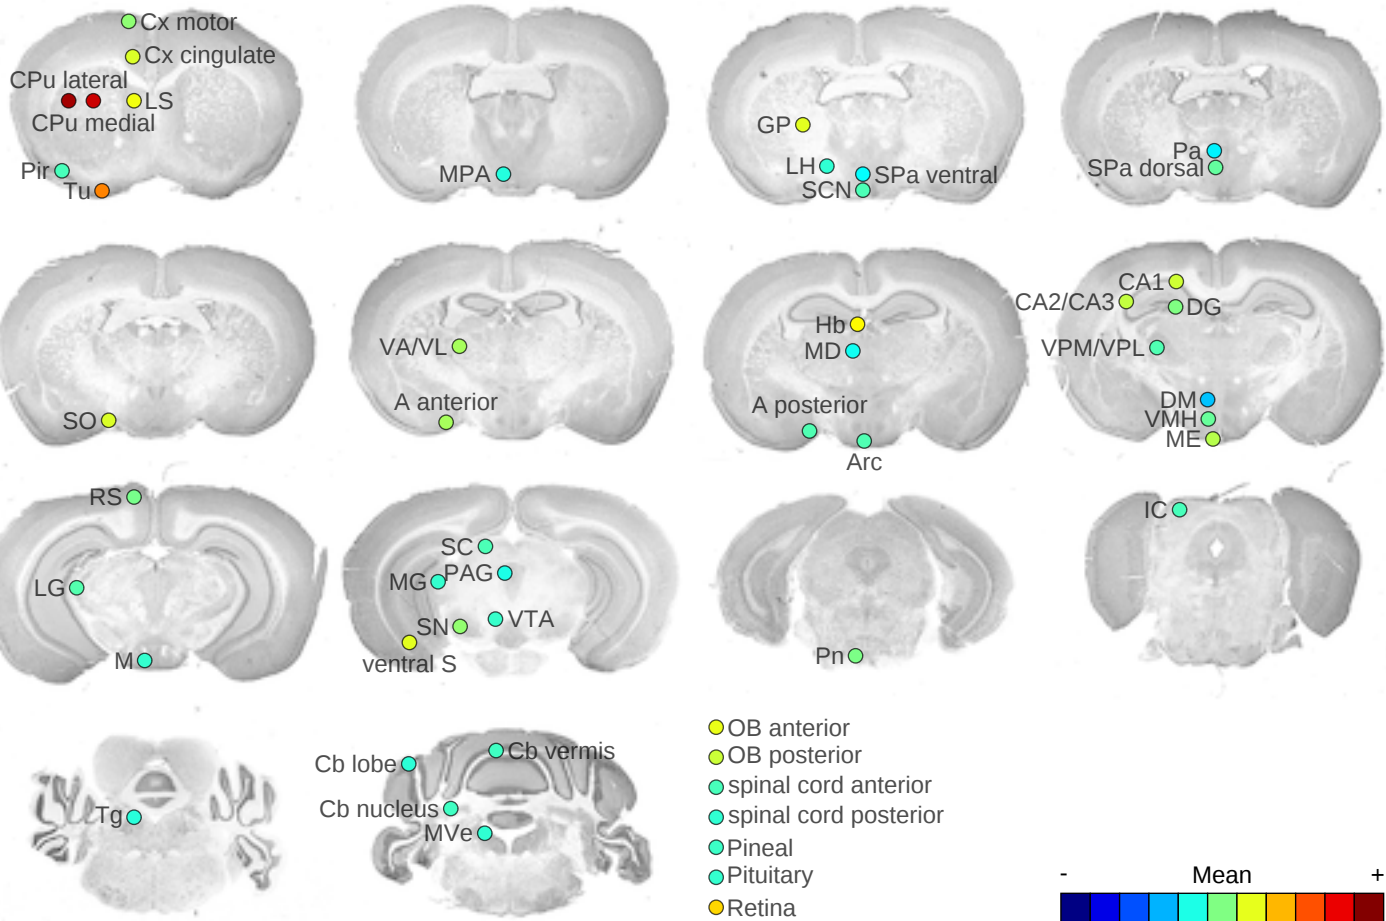 Cx motor
Cx cingulate
CPu lateral
LS
CPu medial
Pir
Tu
MPA
GP
LH
SPa ventral
SCN
Pa
SPa dorsal
SO
VA/VL
A anterior
Hb
MD
A posterior
Arc
CA1
CA2/CA3
DG
VPM/VPL
DM
VMH
ME
RS
LG
M
SC
MG
PAG
SN
VTA
ventral S
Pn
IC
Tg
Cb lobe
Cb vermis
Cb nucleus
MVe
OB anterior
OB posterior
spinal cord anterior
spinal cord posterior
Pineal
Pituitary
Retina
- Mean +